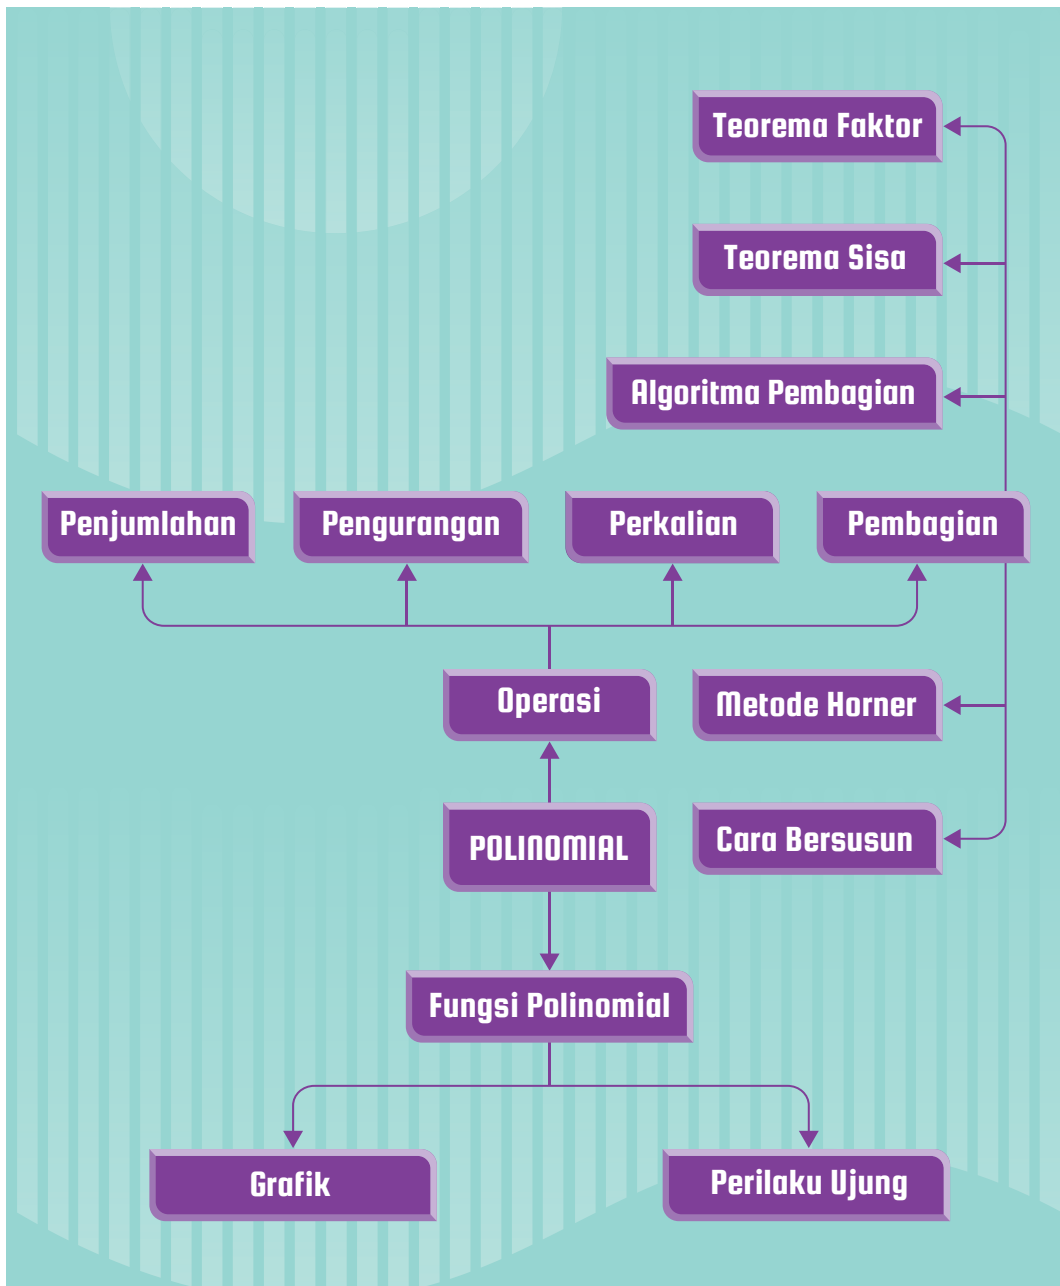 Teorema Faktor
Teorema Sisa
Algoritma Pembagian
Penjumlahan
Pengurangan
Perkalian
Pembagian
Operasi
Metode Horner
POLINOMIAL
Cara Bersusun
Fungsi Polinomial
Grafik
Perilaku Ujung